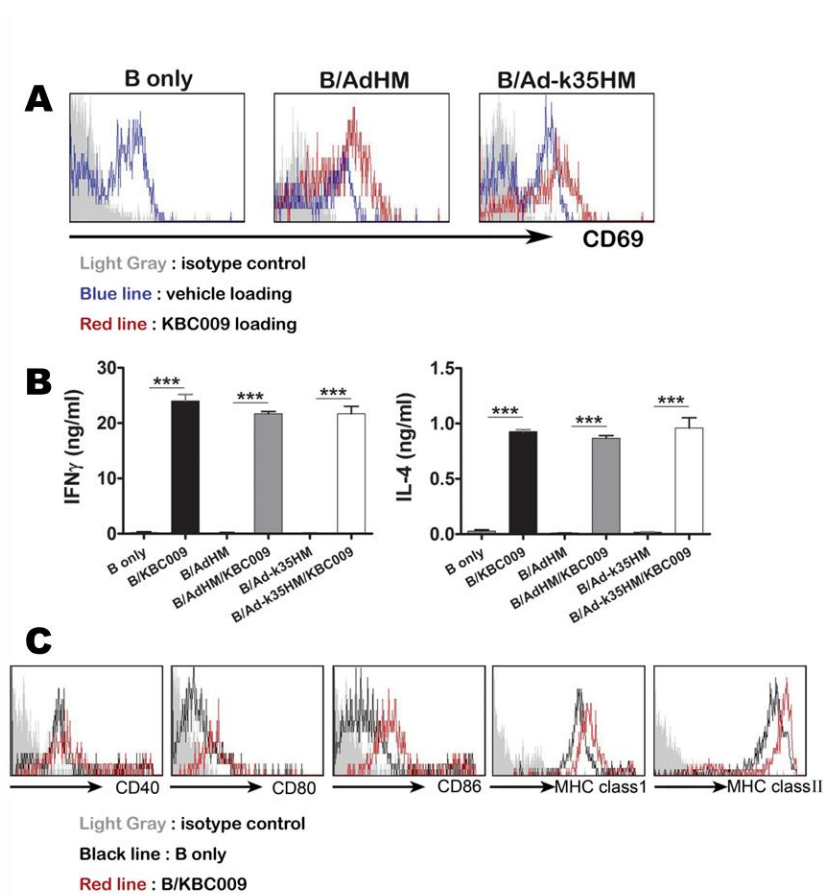 A
B only
B/AdHM
B/Ad-k35HM
CD69
Light Gray : isotype control
Blue line : vehicle loading
Red line : KBC009 loading
B
IFNγ (ng/ml)
30
20
10
0
***
***
***
B only
B/KBC009
B/AdHM
B/AdHM/KBC009
B/Ad-k35HM
B/Ad-k35HM/KBC009
IL-4 (ng/ml)
1.5
1.0
0.5
0.0
***
***
***
B only
B/KBC009
B/AdHM
B/AdHM/KBC009
B/Ad-k35HM
B/Ad-k35HM/KBC009
C
CD40
CD80
CD86
MHC class1
MHC classII
Light Gray : isotype control
Black line : B only
Red line : B/KBC009